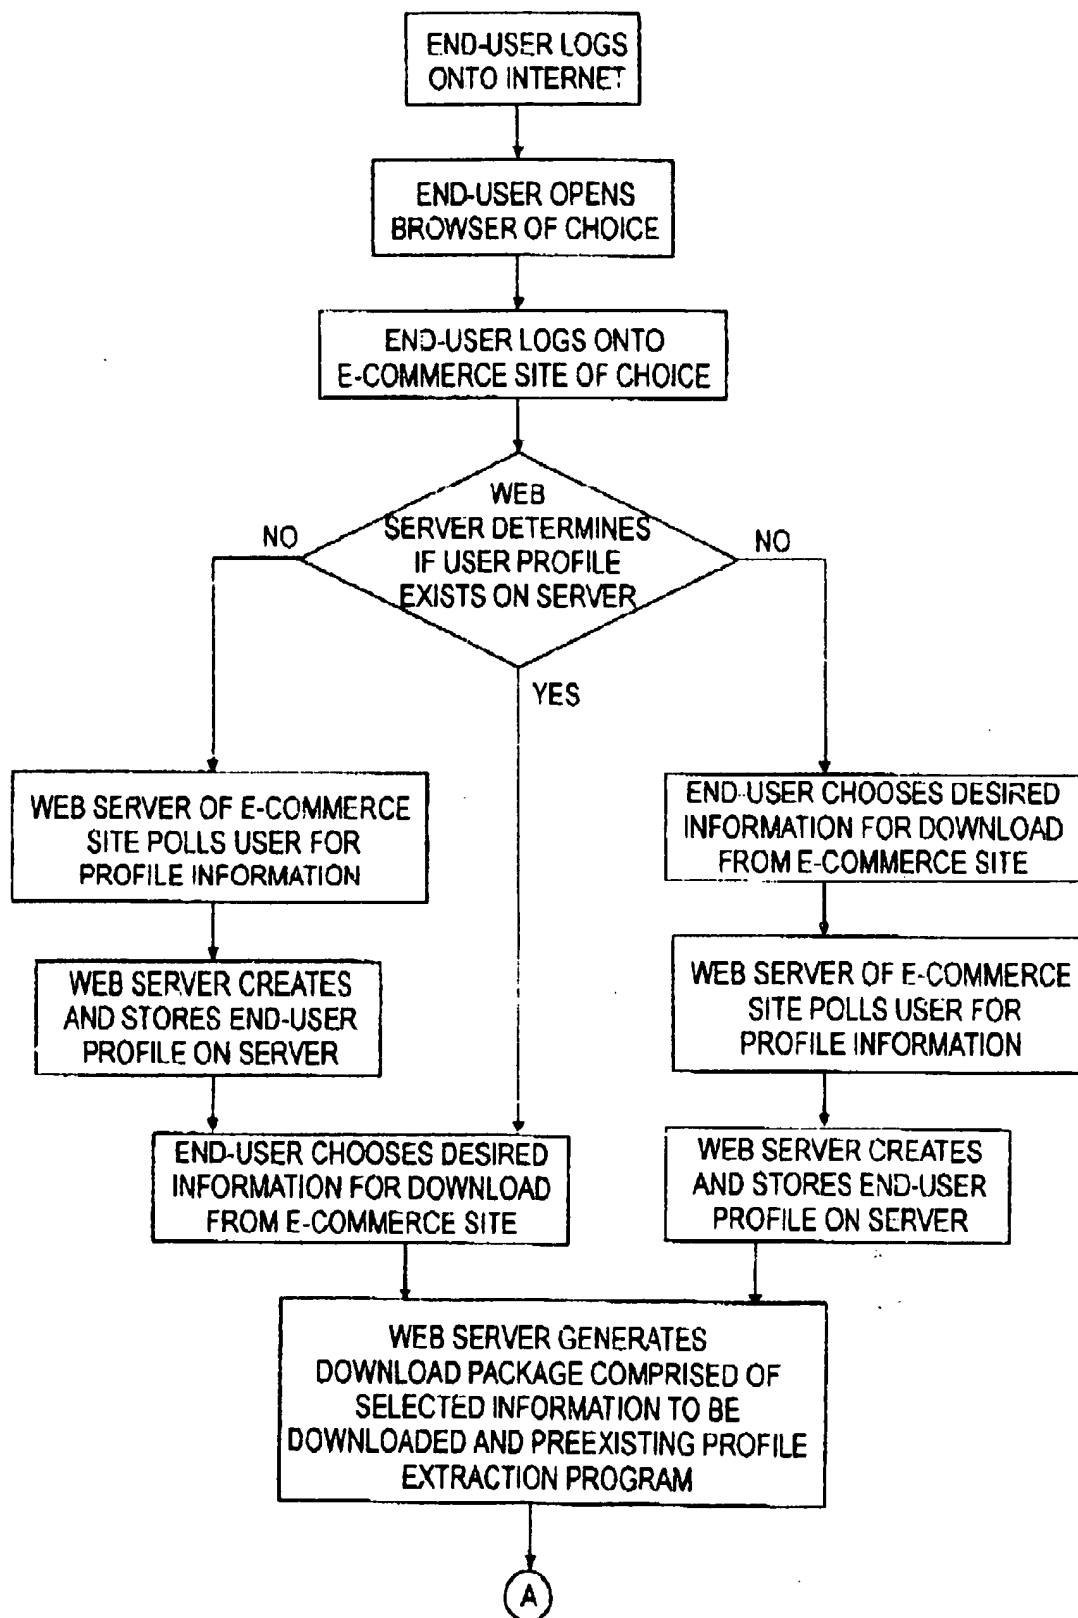 END-USER LOGS
ONTO INTERNET
END-USER OPENS
BROWSER OF CHOICE
END-USER LOGS ONTO
E-COMMERCE SITE OF CHOICE
WEB
SERVER DETERMINES
IF USER PROFILE
EXISTS ON SERVER
NO
NO
YES
WEB SERVER OF E-COMMERCE
SITE POLLS USER FOR
PROFILE INFORMATION
WEB SERVER CREATES
AND STORES END-USER
PROFILE ON SERVER
END-USER CHOOSES DESIRED
INFORMATION FOR DOWNLOAD
FROM E-COMMERCE SITE
END-USER CHOOSES DESIRED
INFORMATION FOR DOWNLOAD
FROM E-COMMERCE SITE
WEB SERVER OF E-COMMERCE
SITE POLLS USER FOR
PROFILE INFORMATION
WEB SERVER CREATES
AND STORES END-USER
PROFILE ON SERVER
WEB SERVER GENERATES
DOWNLOAD PACKAGE COMPRISED OF
SELECTED INFORMATION TO BE
DOWNLOADED AND PREEXISTING PROFILE
EXTRACTION PROGRAM
A